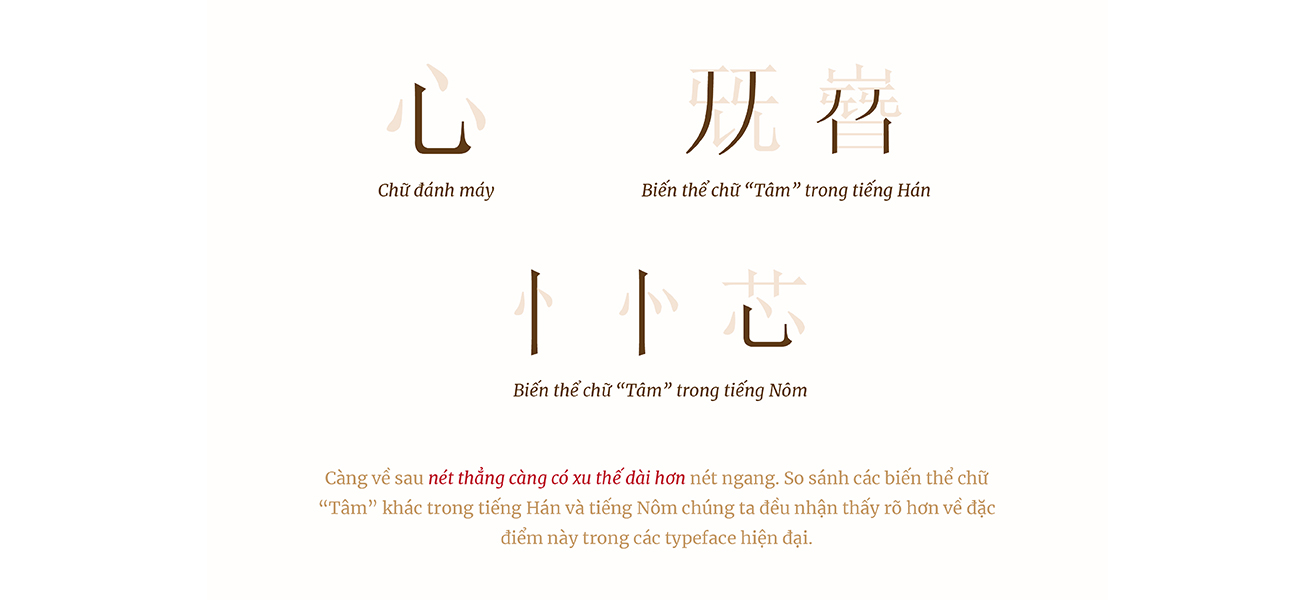 心
Chữ đánh máy
Biến thể chữ “Tâm” trong tiếng Hán
忄 芯
Biến thể chữ “Tâm” trong tiếng Nôm
Càng về sau nét thẳng càng có xu thế dài hơn nét ngang. So sánh các biến thể chữ
“Tâm” khác trong tiếng Hán và tiếng Nôm chúng ta đều nhận thấy rõ hơn về đặc
điểm này trong các typeface hiện đại.